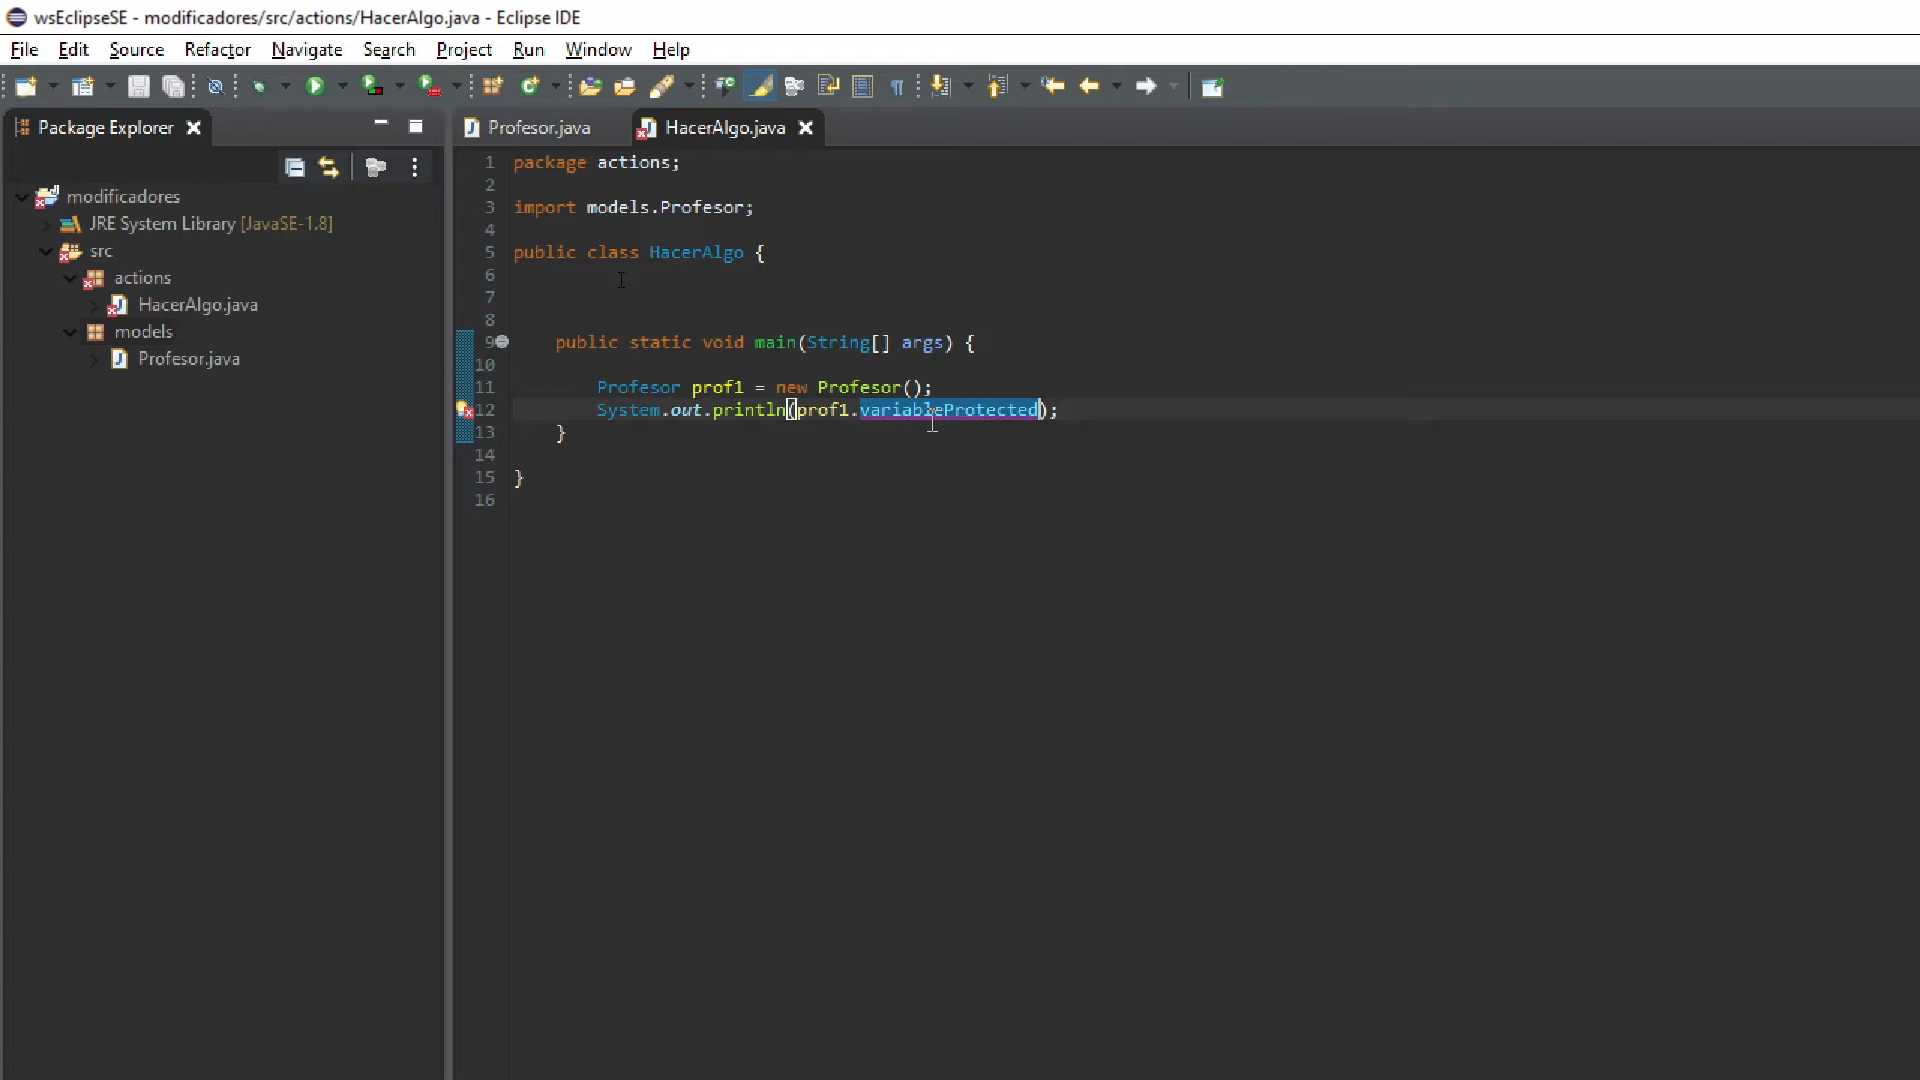 wsEclipseSE - modificadores/src/actions/HacerAlgo.java - Eclipse IDE
File Edit Source Refactor Navigate Search Project Run Window Help
Package Explorer
Profesor.java
HacerAlgo.java
modificadores
JRE System Library [JavaSE-1.8]
src
actions
HacerAlgo.java
models
Profesor.java
1 package actions;
2
3 import models.Profesor;
4
5 public class HacerAlgo {
6
7
8
9 public static void main(String[] args) {
10
11 Profesor prof1 = new Profesor();
12 System.out.println(prof1.variableProtected);
13 }
14
15 }
16